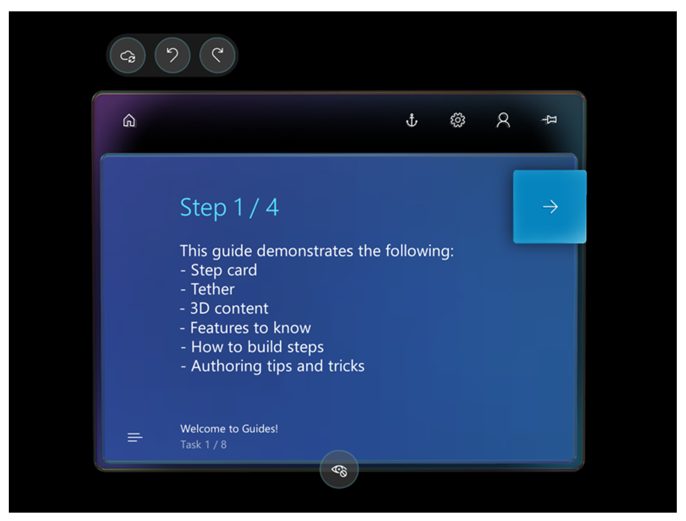 Step 1 / 4
This guide demonstrates the following:
- Step card
- Tether
- 3D content
- Features to know
- How to build steps
- Authoring tips and tricks
Welcome to Guides!
Task 1 / 8